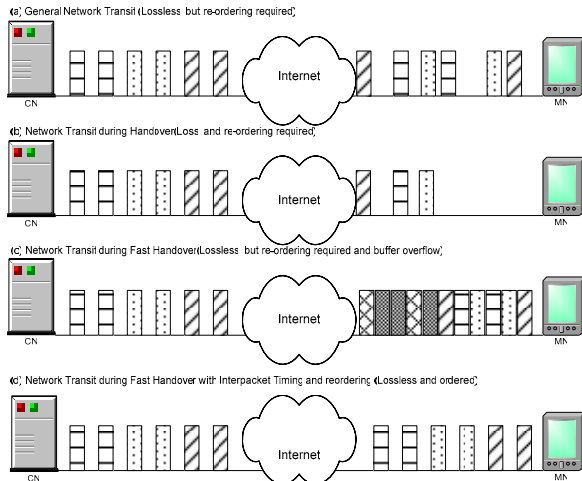 (a) General Network Transit (Lossless but re-ordering required)
Internet
CN
MN
(b) Network Transit during Handover(Loss and re-ordering required)
Internet
CN
MN
(c) Network Transit during Fast Handover(Lossless but re-ordering required and buffer overflow)
Internet
CN
MN
(d) Network Transit during Fast Handover with Interpacket Timing and reordering (Lossless and ordered)
Internet
CN
MN